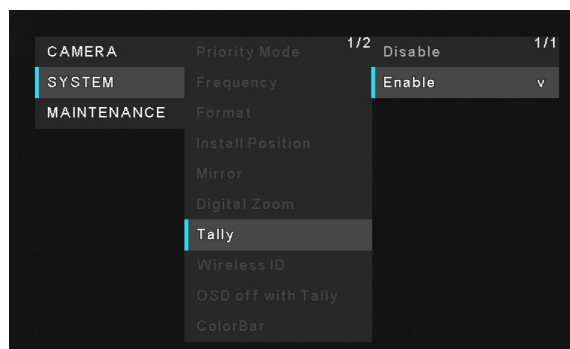 CAMERA
SYSTEM
MAINTENANCE
Priority Mode 1/2
Frequency
Format
Install Position
Mirror
Digital Zoom
Tally
Wireless ID
OSD off with Tally
ColorBar
Disable 1/1
Enable v